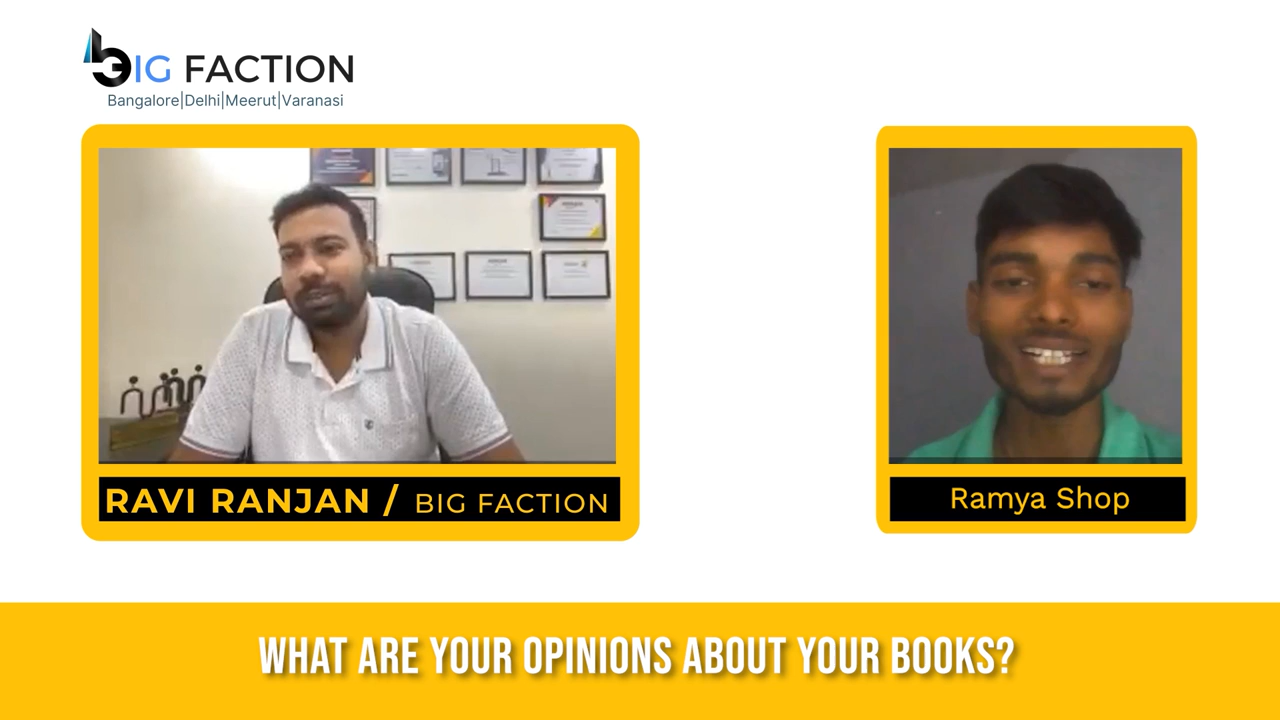 BIG FACTION
Bangalore|Delhi|Meerut|Varanasi
RAVI RANJAN / BIG FACTION
Ramya Shop
WHAT ARE YOUR OPINIONS ABOUT YOUR BOOKS?